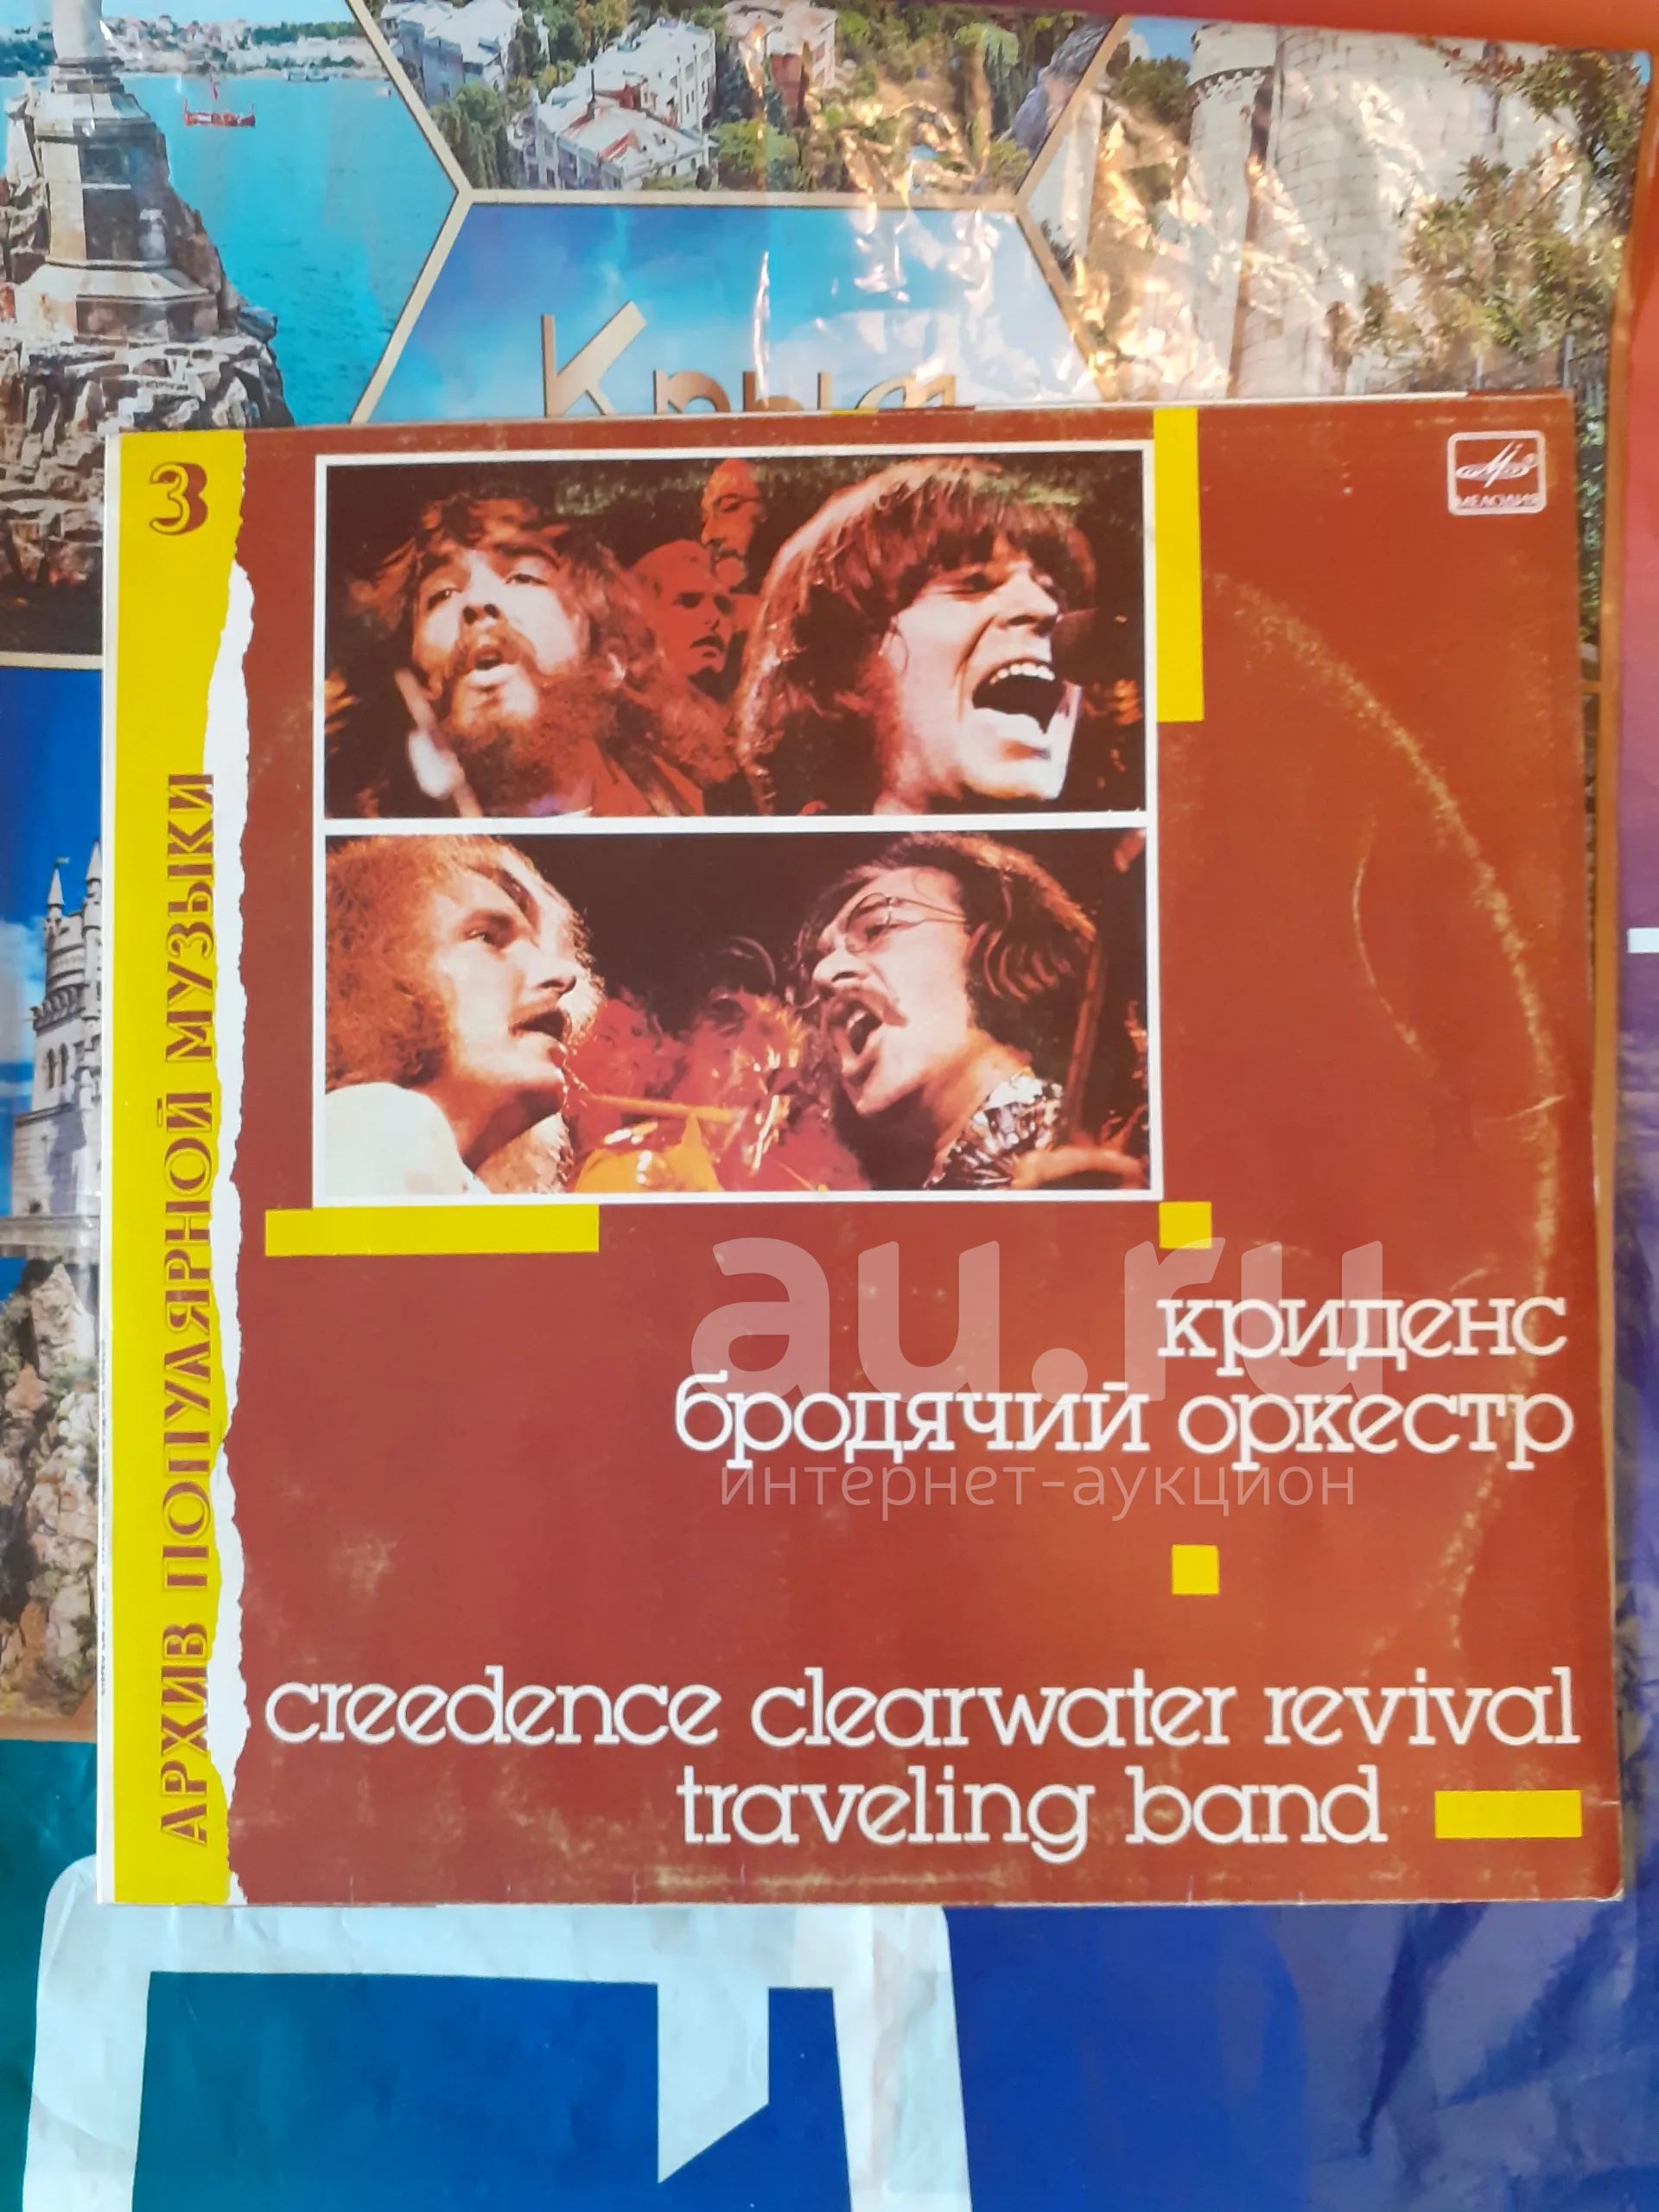 Крым
3
МЕЛОДИЯ
АРХИВ ПОПУЛЯРНОЙ МУЗЫКИ
au.ru
криденс
бродячий оркестр
интернет-аукцион
creedence clearwater revival
traveling band